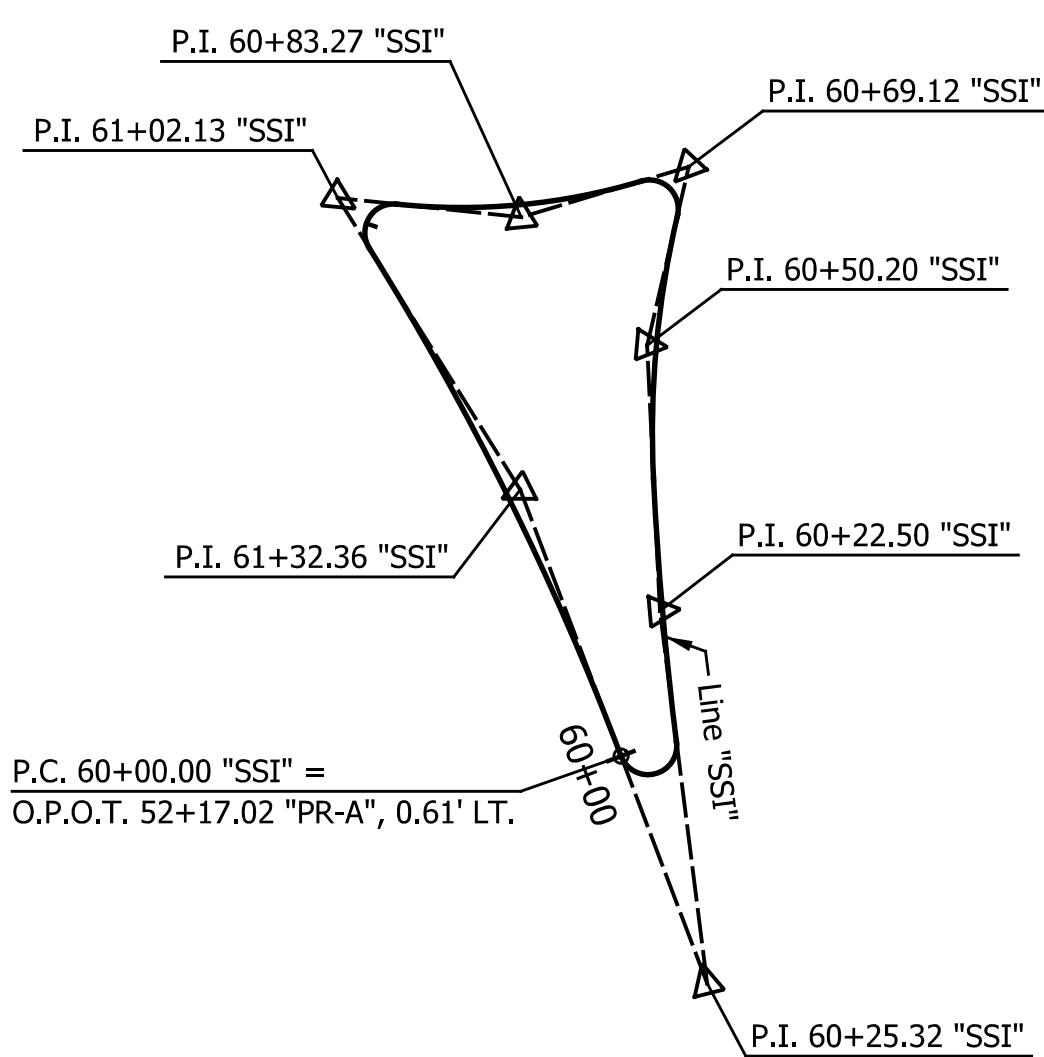 P.I. 60+83.27 "SSI"
P.I. 60+69.12 "SSI"
P.I. 61+02.13 "SSI"
P.I. 60+50.20 "SSI"
P.I. 61+32.36 "SSI"
P.I. 60+22.50 "SSI"
Line "SSI"
60+00
P.C. 60+00.00 "SSI" =
O.P.O.T. 52+17.02 "PR-A", 0.61' LT.
P.I. 60+25.32 "SSI"